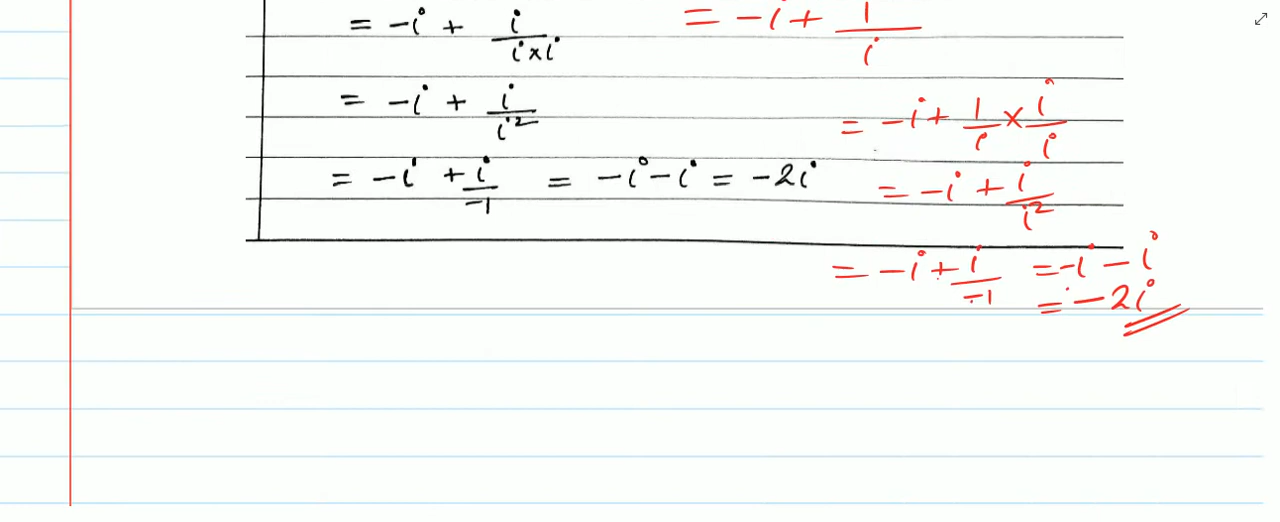 = -i + i/(i×i)
= -i + 1/i
= -i + i/i²
= -i + 1/i × i/i
= -i + i/-1 = -i-i = -2i
= -i + i/i²
= -i + i/-1 = -i-i
= -2i